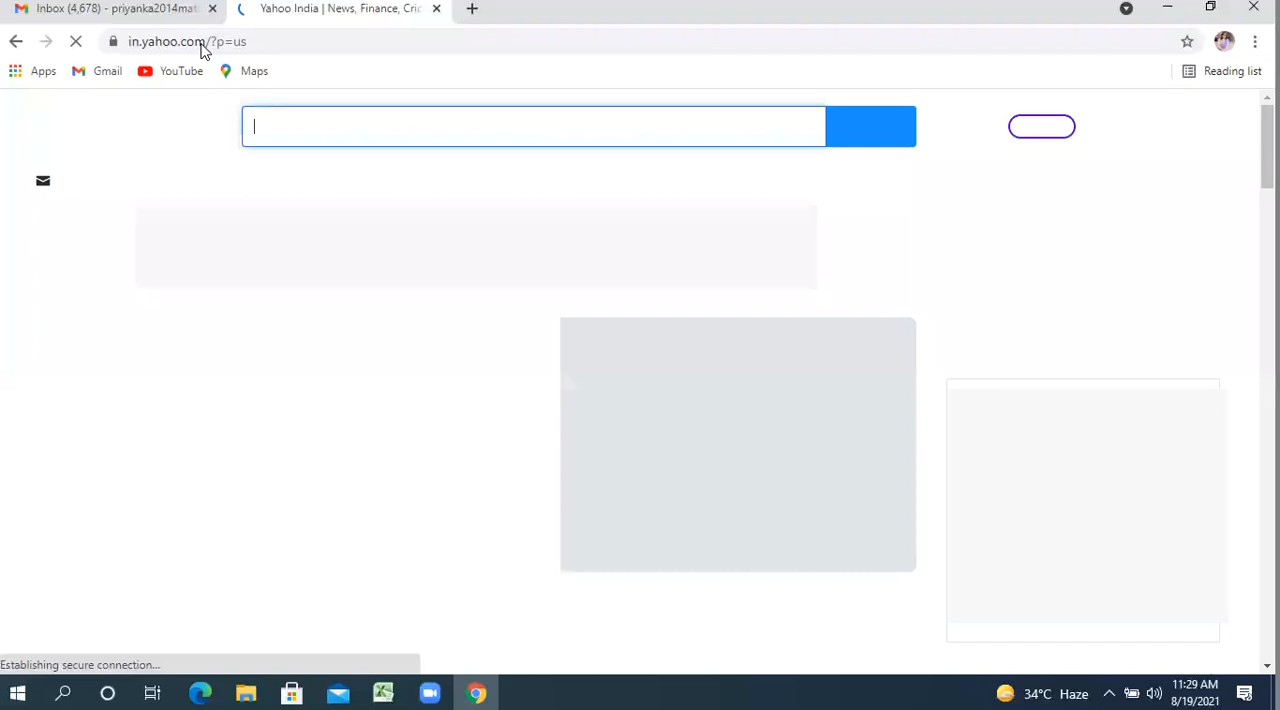 Inbox (4,678) - priyanka2014mat
Yahoo India | News, Finance, Cric
in.yahoo.com/?p=us
Apps
Gmail
YouTube
Maps
Reading list
Establishing secure connection...
34°C Haze
11:29 AM
8/19/2021